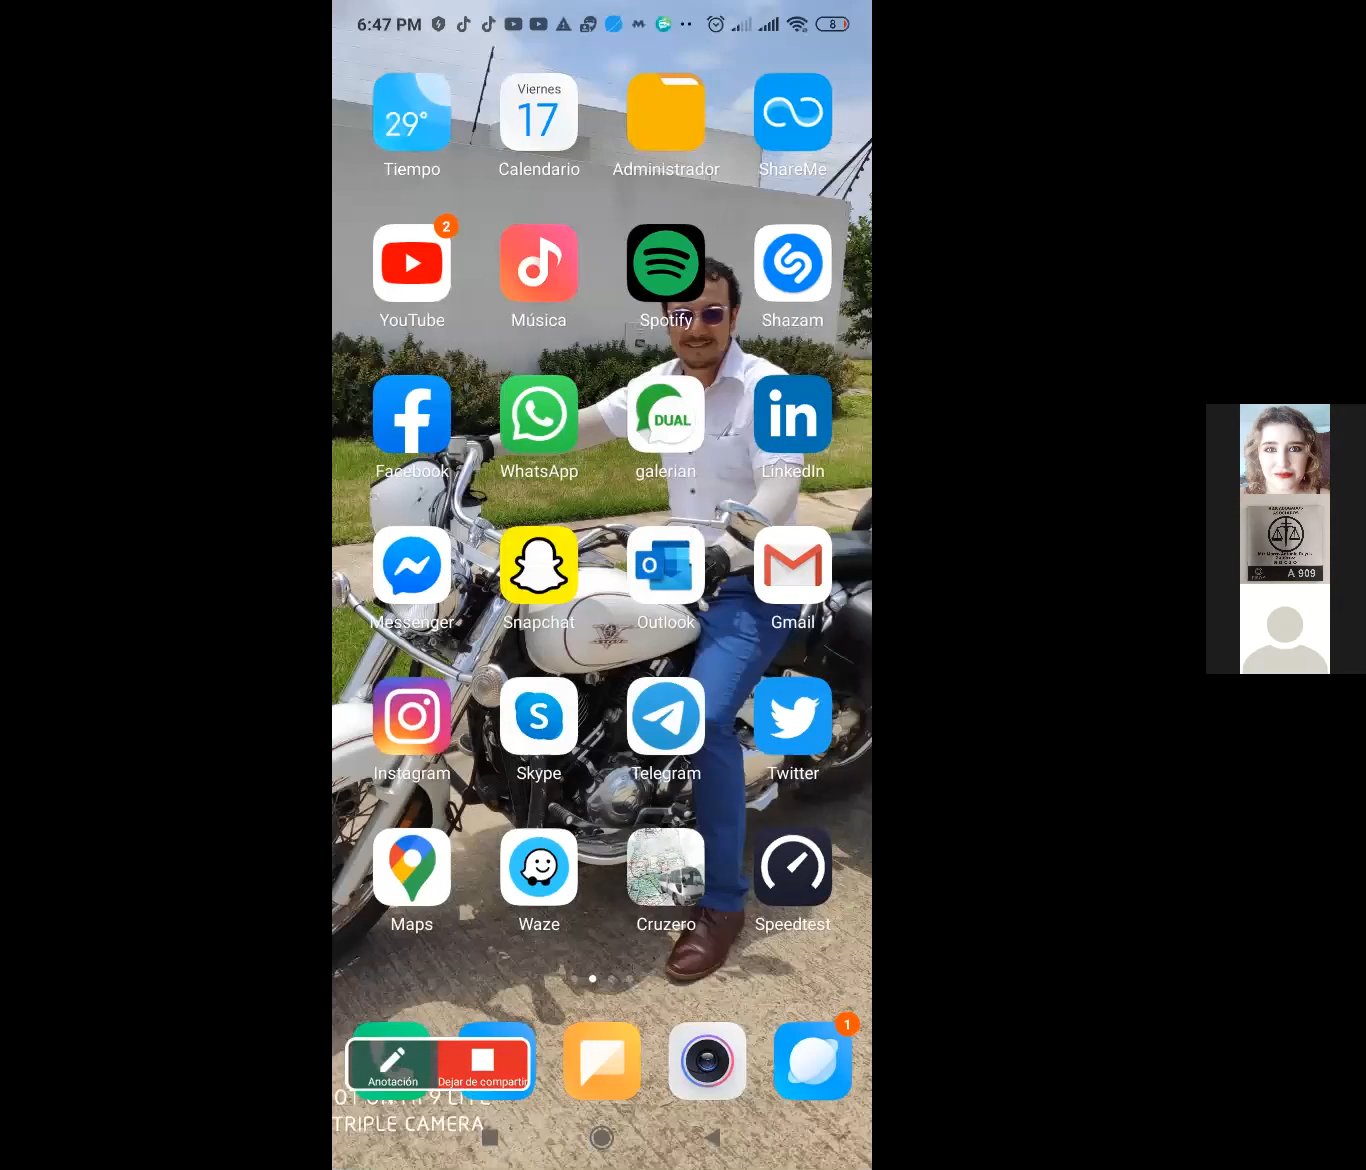 6:47 PM
8
29°
Viernes
17
Tiempo
Calendario
Administrador
ShareMe
2
YouTube
Música
Spotify
Shazam
DUAL
Facebook
WhatsApp
galerian
LinkedIn
Messenger
Snapchat
Outlook
Gmail
Instagram
Skype
Telegram
Twitter
Maps
Waze
Cruzero
Speedtest
1
Anotación
Dejar de compartir
TRIPLE CAMERA
ASOCIADOS
A 909